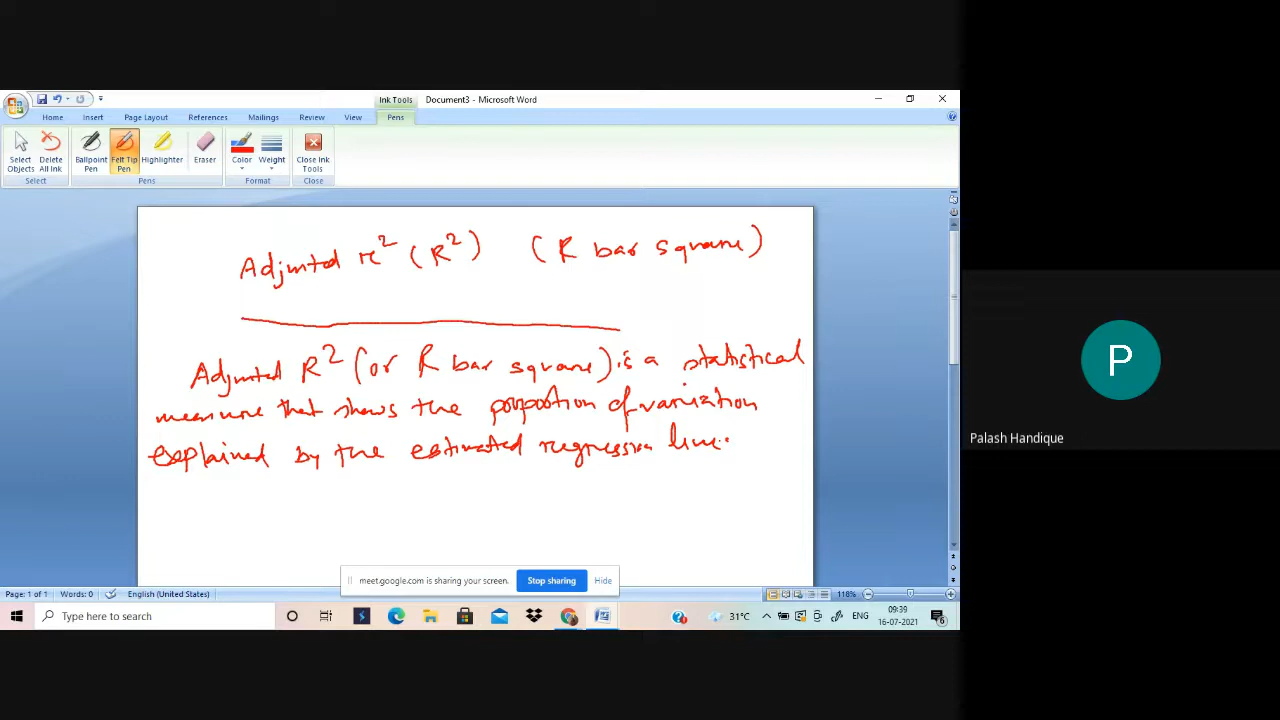 Ink Tools Document3 - Microsoft Word
Home Insert Page Layout References Mailings Review View Pens
Select Objects Delete All Ink Ballpoint Pen Felt Tip Pen Highlighter Eraser Color Weight Close Ink Tools
Select Pens Format Close
Adjusted r² (R²) (R bar square)
Adjusted R² (or R bar square) is a statistical
measure that shows the proportion of variation
explained by the estimated regression line.
P
Palash Handique
meet.google.com is sharing your screen. Stop sharing Hide
Page: 1 of 1 Words: 0 English (United States) 118%
Type here to search 31°C ENG 09:39
16-07-2021 6